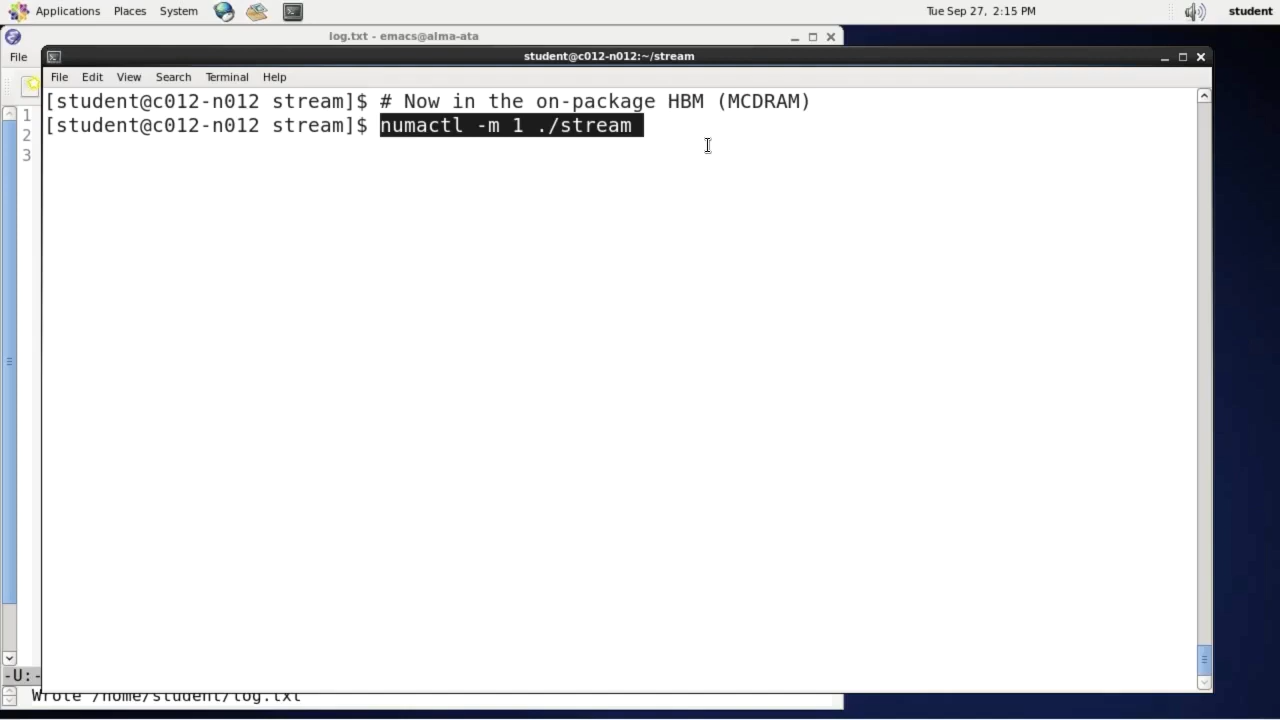 Applications Places System Tue Sep 27, 2:15 PM student
log.txt - emacs@alma-ata
File
student@c012-n012:~/stream
File Edit View Search Terminal Help
1 [student@c012-n012 stream]$ # Now in the on-package HBM (MCDRAM)
2 [student@c012-n012 stream]$ numactl -m 1 ./stream
3
-U:-
Wrote /home/student/log.txt